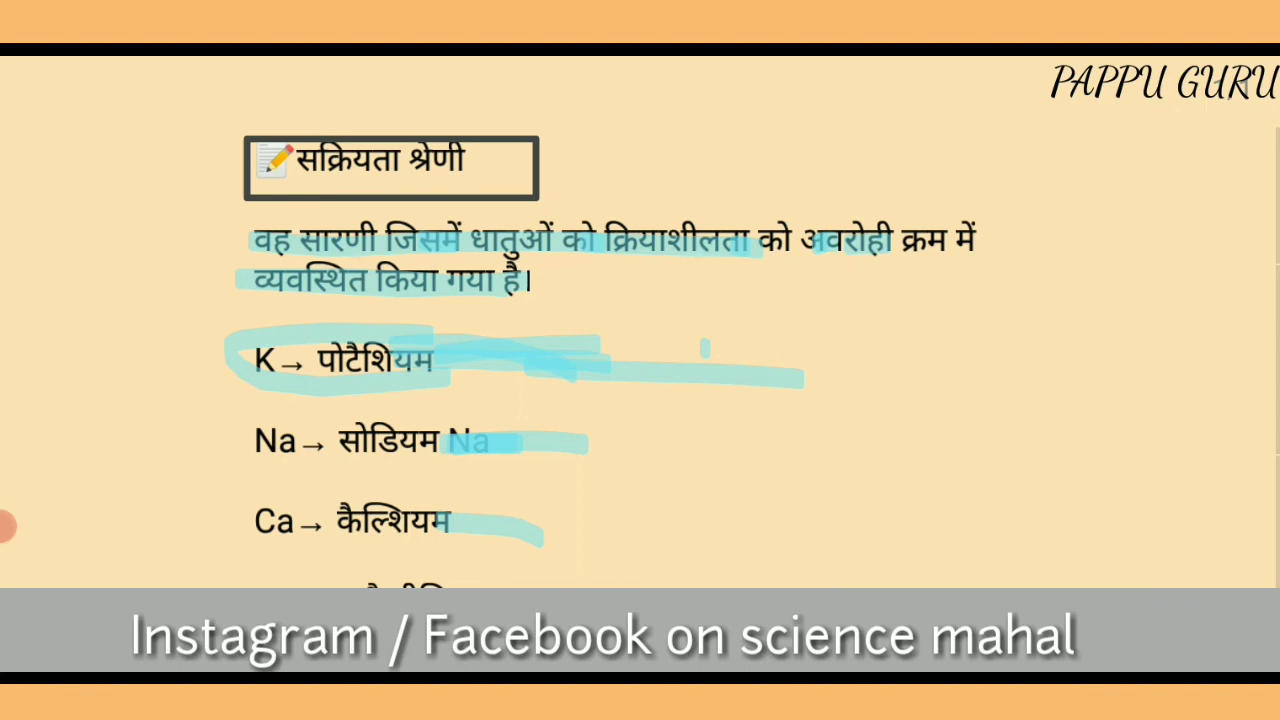 PAPPU GURU
📝सक्रियता श्रेणी
वह सारणी जिसमें धातुओं को क्रियाशीलता को अवरोही क्रम में
व्यवस्थित किया गया है।
K→ पोटैशियम
Na→ सोडियम Na
Ca→ कैल्शियम
Instagram / Facebook on science mahal